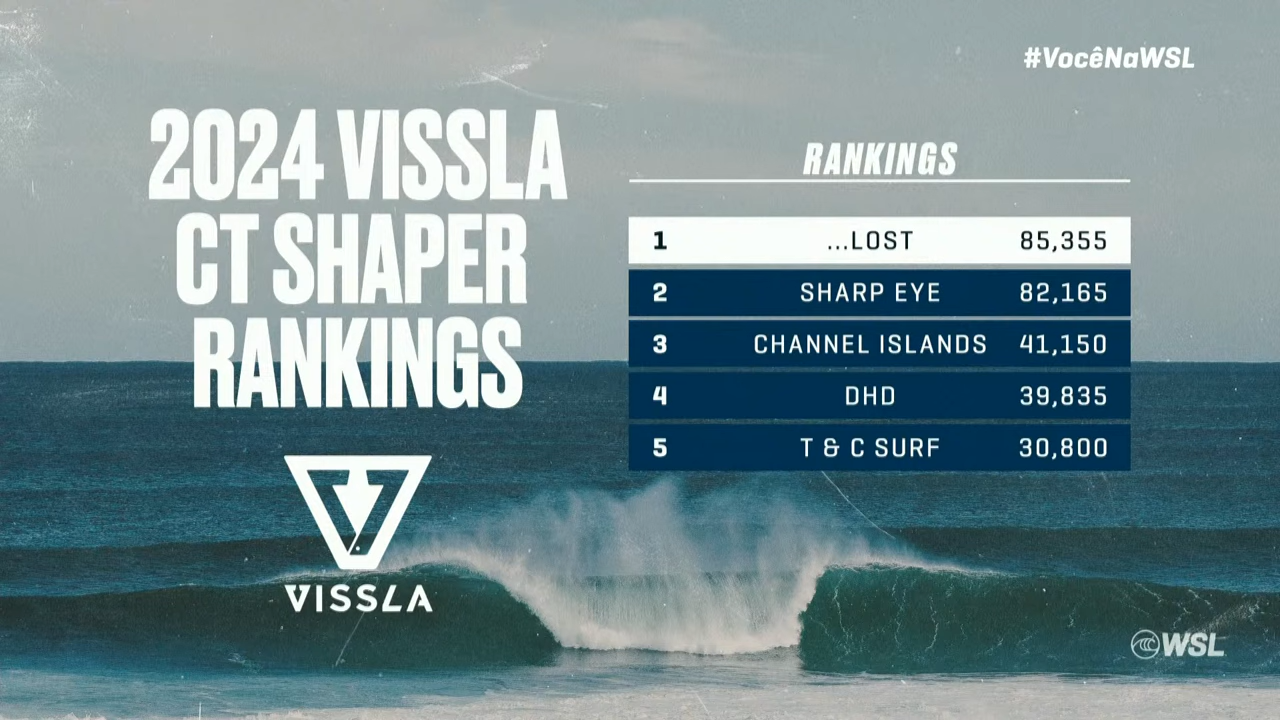 #VocêNaWSL
2024 VISSLA
CT SHAPER
RANKINGS
VISSLA
RANKINGS
1 ...LOST 85,355
2 SHARP EYE 82,165
3 CHANNEL ISLANDS 41,150
4 DHD 39,835
5 T & C SURF 30,800
WSL